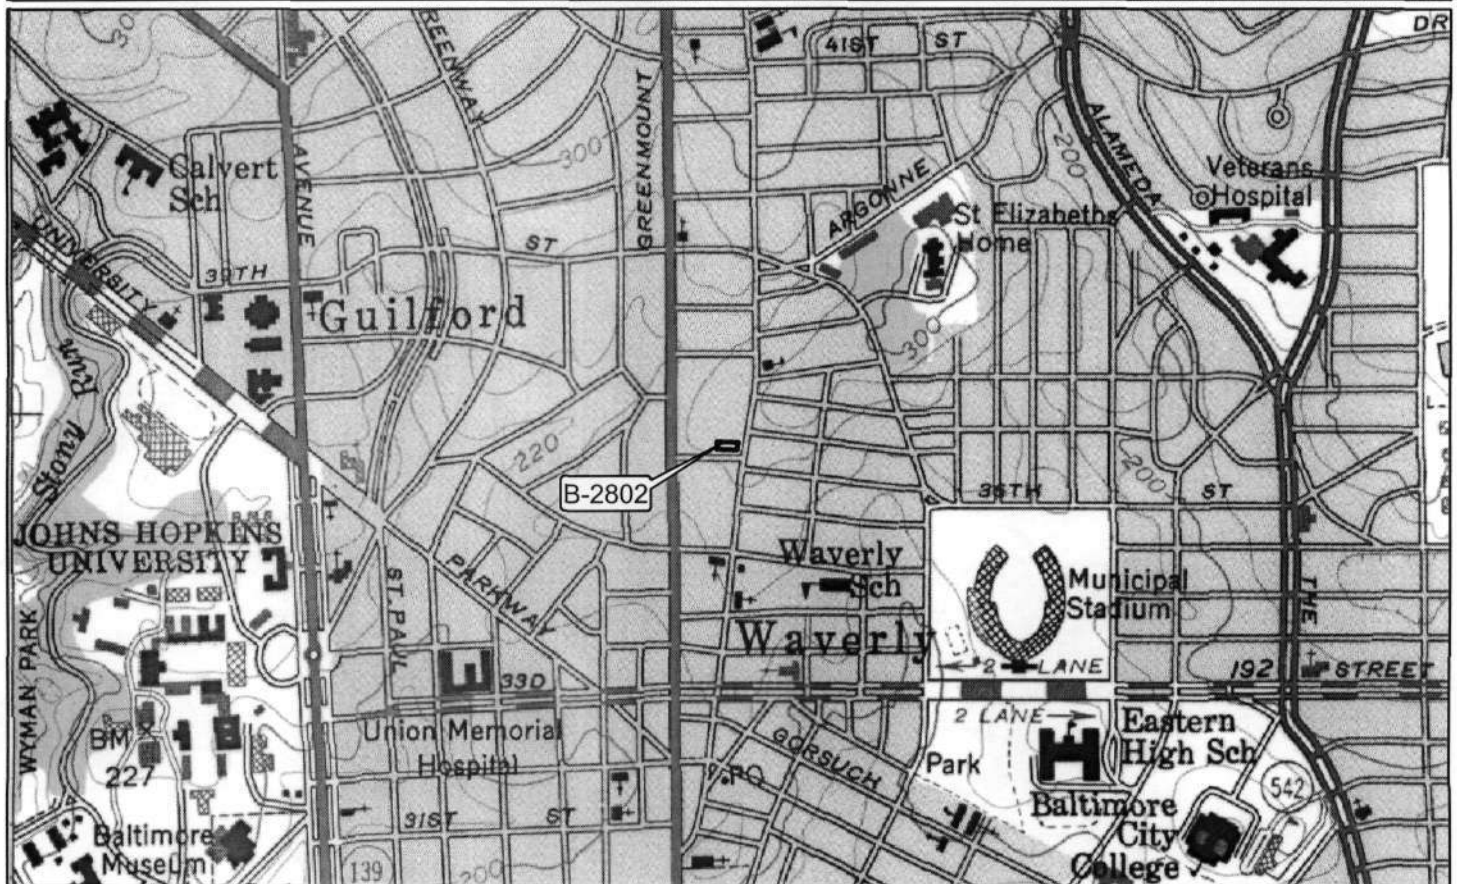 DR
41ST ST
GREENWAY
300
GREENMOUNT
AVENUE
Calvert
Sch
300
ALAMEDA
200
Veterans
Hospital
ARGONNE
St Elizabeths
Home
UNIVERSITY
39TH
ST
Guilford
300
Stony Run
220
B-2802
200
36TH ST
JOHNS HOPKINS
UNIVERSITY
ST. PAUL
PARKWAY
Waverly
Sch
Municipal
Stadium
THE
Waverly
WYMAN PARK
33D
2 LANE
192 STREET
2 LANE
Union Memorial
Hospital
BM X
227
GORSUCH
PO
Park
Eastern
High Sch
542
31ST ST
Baltimore
City
College
Baltimore
Museum
139
200